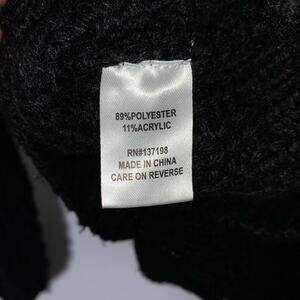 89%POLYESTER
11%ACRYLIC
RN#137198
MADE IN CHINA
CARE ON REVERSE